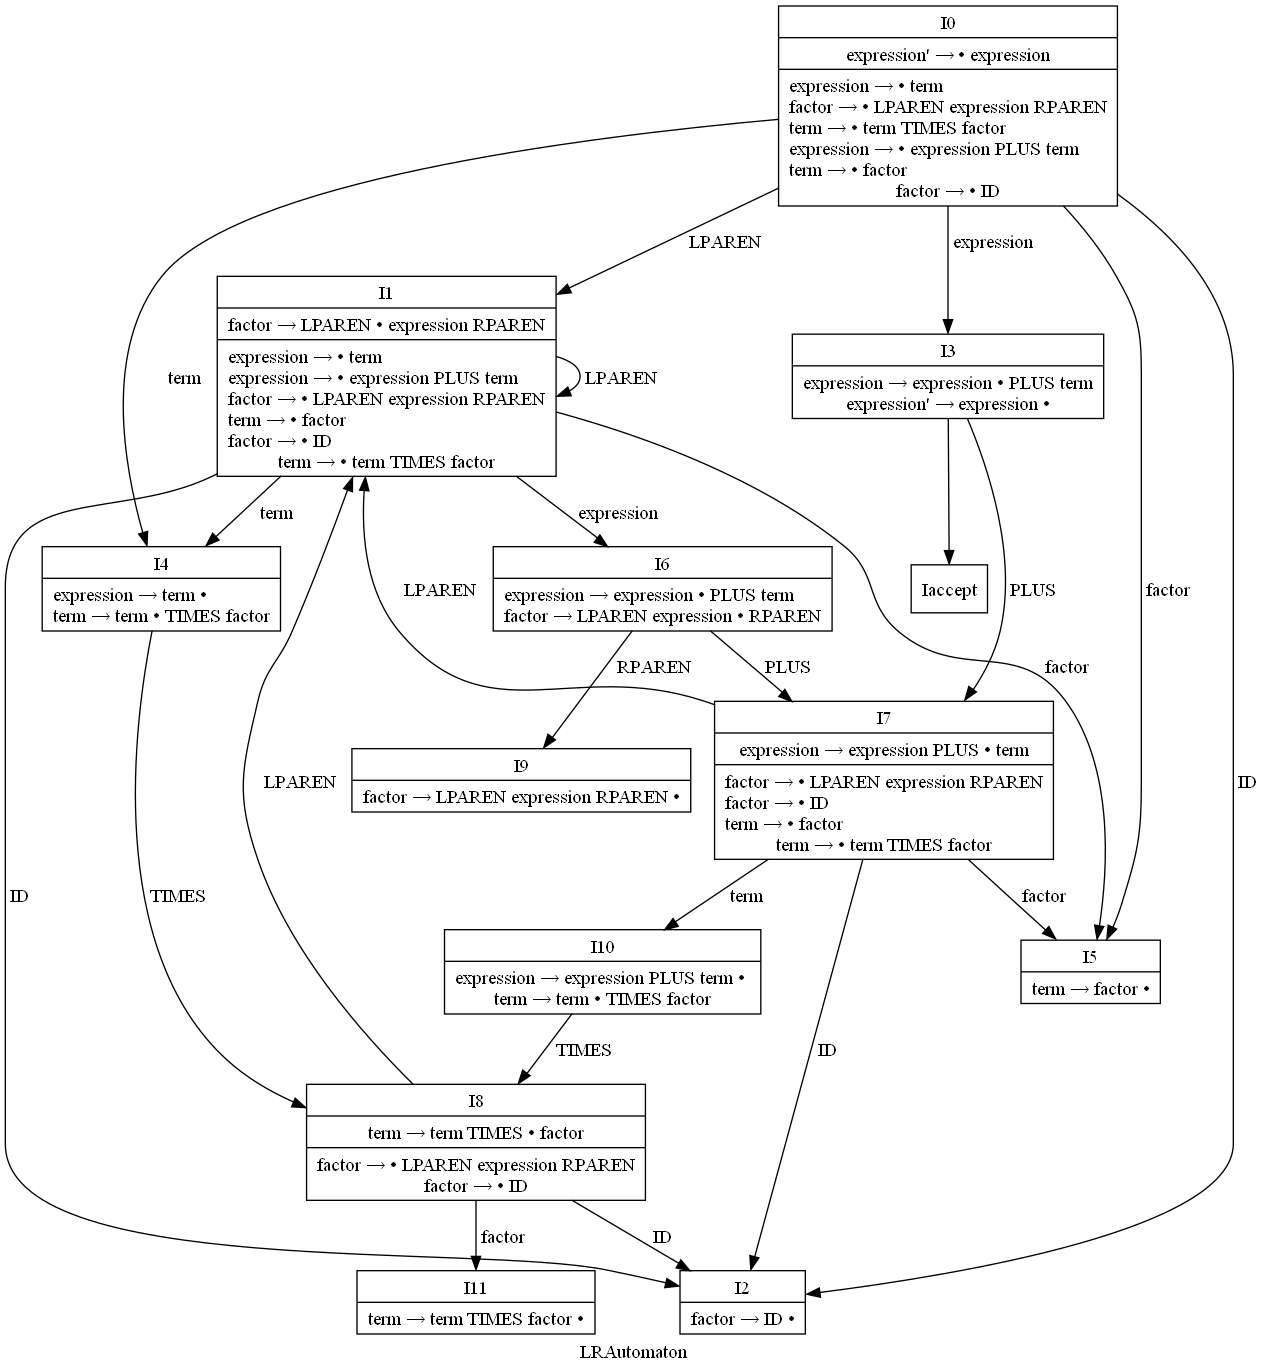 I0
expression' → • expression
expression → • term
factor → • LPAREN expression RPAREN
term → • term TIMES factor
expression → • expression PLUS term
term → • factor
factor → • ID
LPAREN
expression
I1
factor → LPAREN • expression RPAREN
expression → • term
expression → • expression PLUS term
factor → • LPAREN expression RPAREN
term → • factor
factor → • ID
term → • term TIMES factor
LPAREN
term
I3
expression → expression • PLUS term
expression' → expression •
term
expression
I4
expression → term •
term → term • TIMES factor
LPAREN
I6
expression → expression • PLUS term
factor → LPAREN expression • RPAREN
Iaccept
PLUS
factor
RPAREN
PLUS
factor
I9
factor → LPAREN expression RPAREN •
I7
expression → expression PLUS • term
factor → • LPAREN expression RPAREN
factor → • ID
term → • factor
term → • term TIMES factor
LPAREN
ID
ID
TIMES
term
factor
I10
expression → expression PLUS term •
term → term • TIMES factor
I5
term → factor •
TIMES
ID
I8
term → term TIMES • factor
factor → • LPAREN expression RPAREN
factor → • ID
factor
ID
I11
term → term TIMES factor •
I2
factor → ID •
LRAutomaton